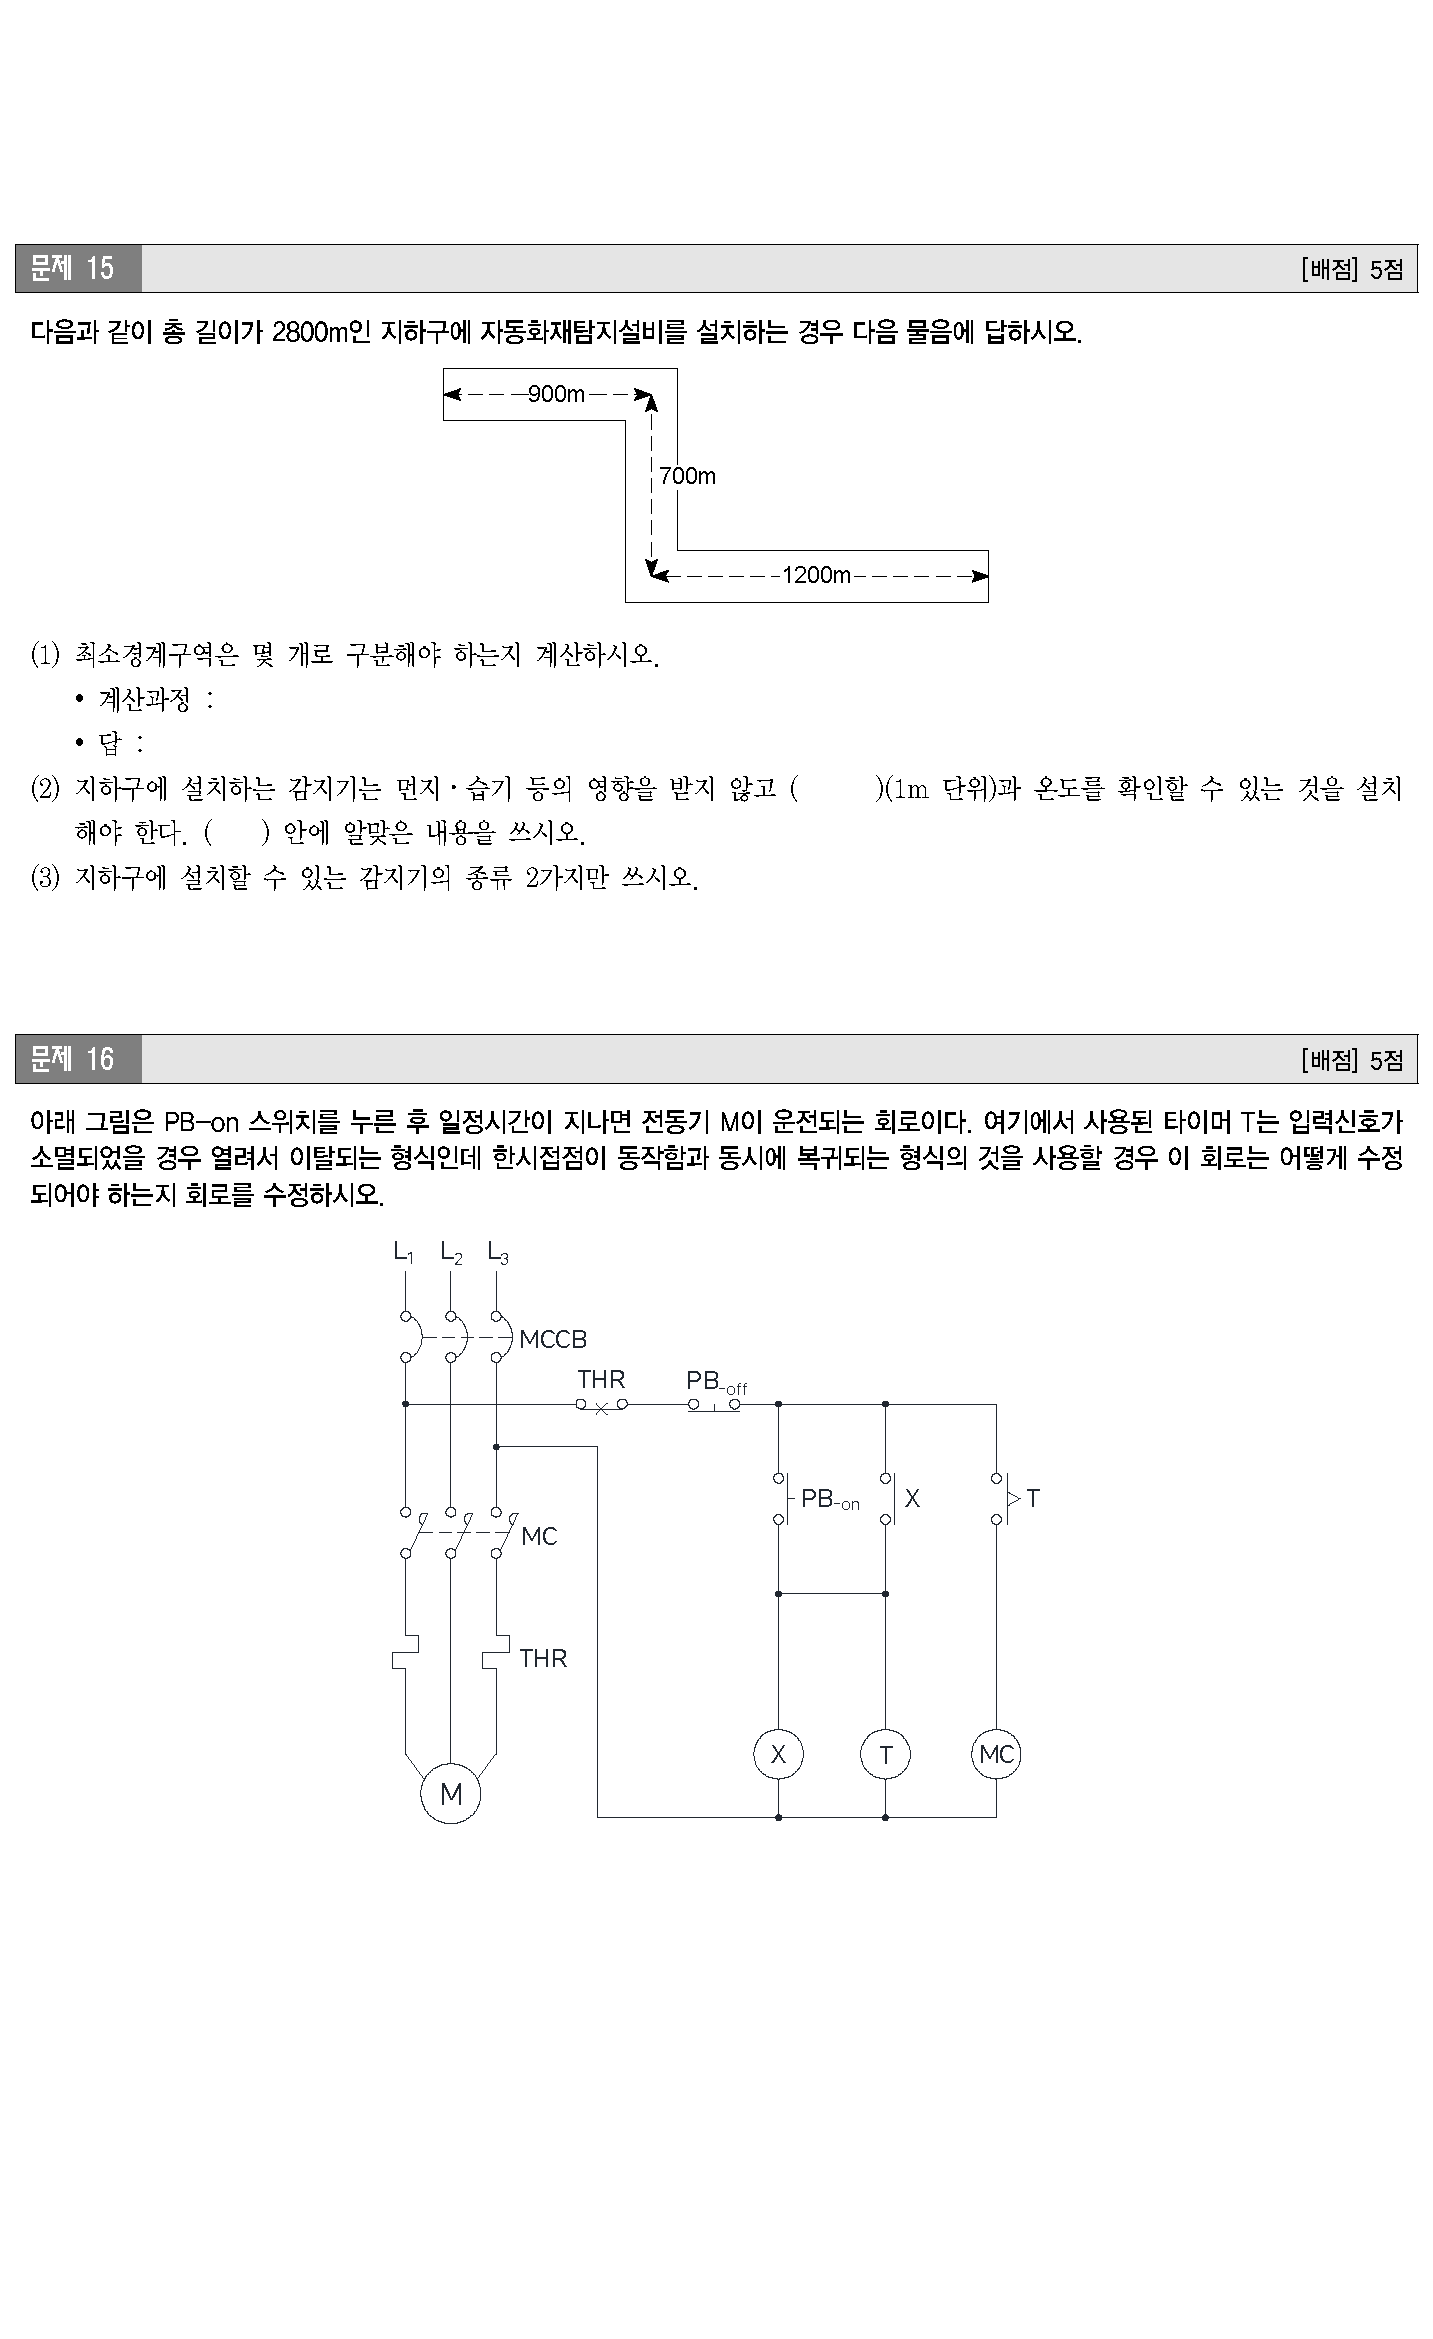 문제 15 [배점] 5점
다음과 같이 총 길이가 2800m인 지하구에 자동화재탐지설비를 설치하는 경우 다음 물음에 답하시오.
900m
700m
1200m
(1) 최소경계구역은 몇 개로 구분해야 하는지 계산하시오.
• 계산과정 :
• 답 :
(2) 지하구에 설치하는 감지기는 먼지·습기 등의 영향을 받지 않고 (      )(1m 단위)과 온도를 확인할 수 있는 것을 설치
해야 한다. (   ) 안에 알맞은 내용을 쓰시오.
(3) 지하구에 설치할 수 있는 감지기의 종류 2가지만 쓰시오.
문제 16 [배점] 5점
아래 그림은 PB-on 스위치를 누른 후 일정시간이 지나면 전동기 M이 운전되는 회로이다. 여기에서 사용된 타이머 T는 입력신호가
소멸되었을 경우 열려서 이탈되는 형식인데 한시접점이 동작함과 동시에 복귀되는 형식의 것을 사용할 경우 이 회로는 어떻게 수정
되어야 하는지 회로를 수정하시오.
L1 L2 L3
MCCB
THR PB-off
PB-on X T
MC
THR
X T MC
M